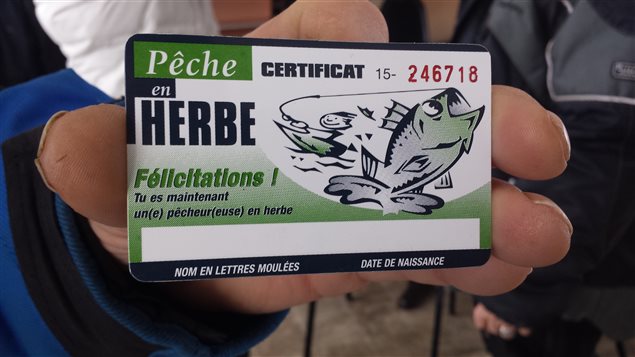 Pêche
CERTIFICAT 15- 246718
en
HERBE
Félicitations !
Tu es maintenant
un(e) pêcheur(euse) en herbe
NOM EN LETTRES MOULÉES DATE DE NAISSANCE